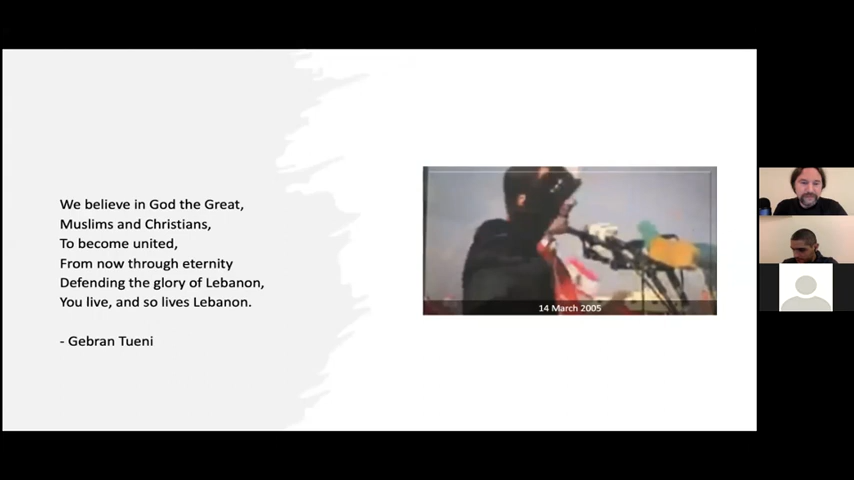 We believe in God the Great,
Muslims and Christians,
To become united,
From now through eternity
Defending the glory of Lebanon,
You live, and so lives Lebanon.
- Gebran Tueni
14 March 2005